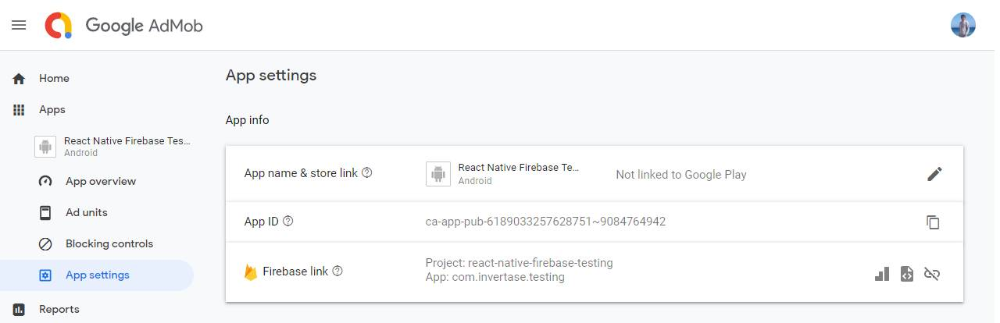 Google AdMob
Home
Apps
React Native Firebase Tes...
Android
App overview
Ad units
Blocking controls
App settings
Reports
App settings
App info
App name & store link
React Native Firebase Te...
Android
Not linked to Google Play
App ID
ca-app-pub-6189033257628751~9084764942
Firebase link
Project: react-native-firebase-testing
App: com.invertase.testing